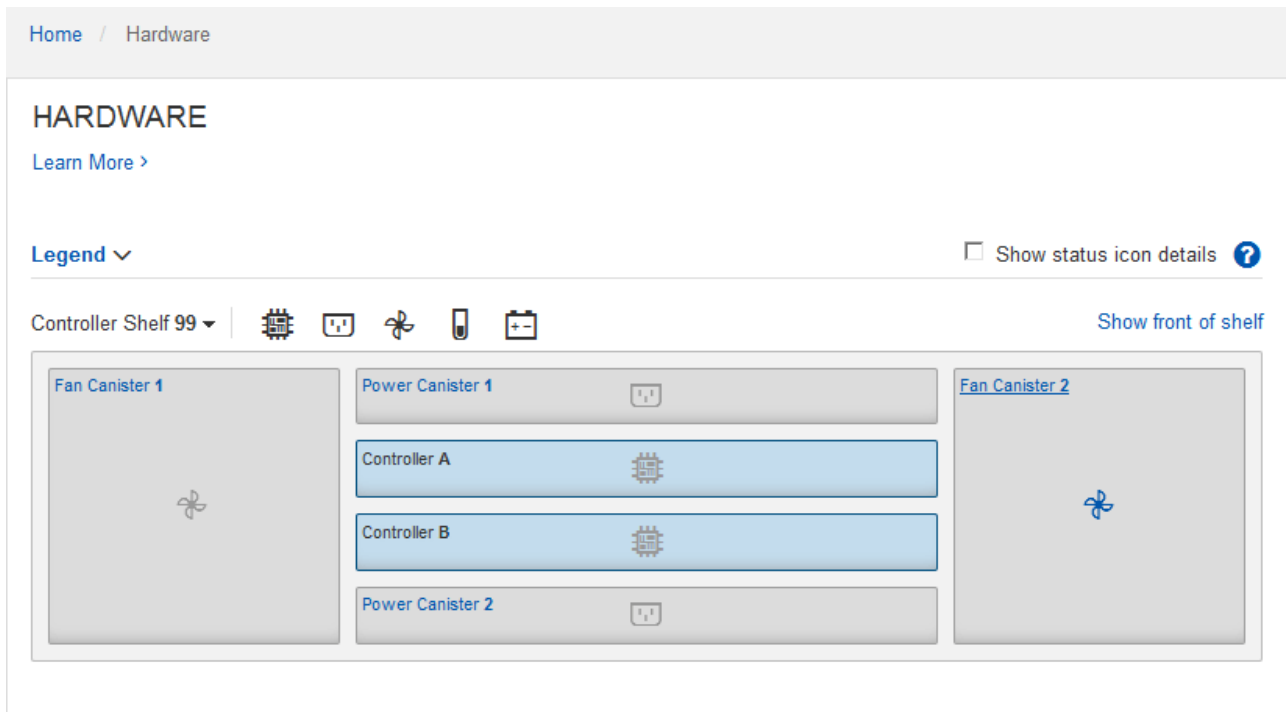 Home / Hardware
HARDWARE
Learn More >
Legend
Show status icon details ?
Controller Shelf 99
Show front of shelf
Fan Canister 1
Power Canister 1
Fan Canister 2
Controller A
Controller B
Power Canister 2